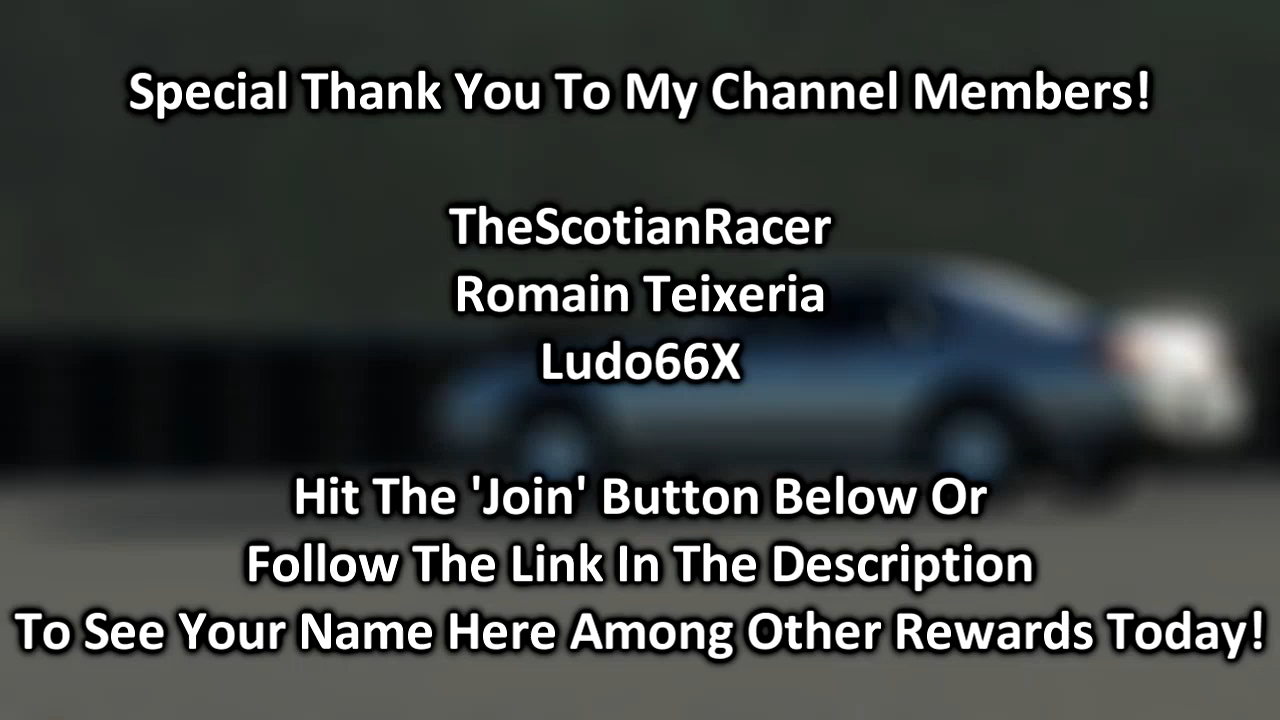 Special Thank You To My Channel Members!
TheScotianRacer
Romain Teixeria
Ludo66X
Hit The 'Join' Button Below Or
Follow The Link In The Description
To See Your Name Here Among Other Rewards Today!